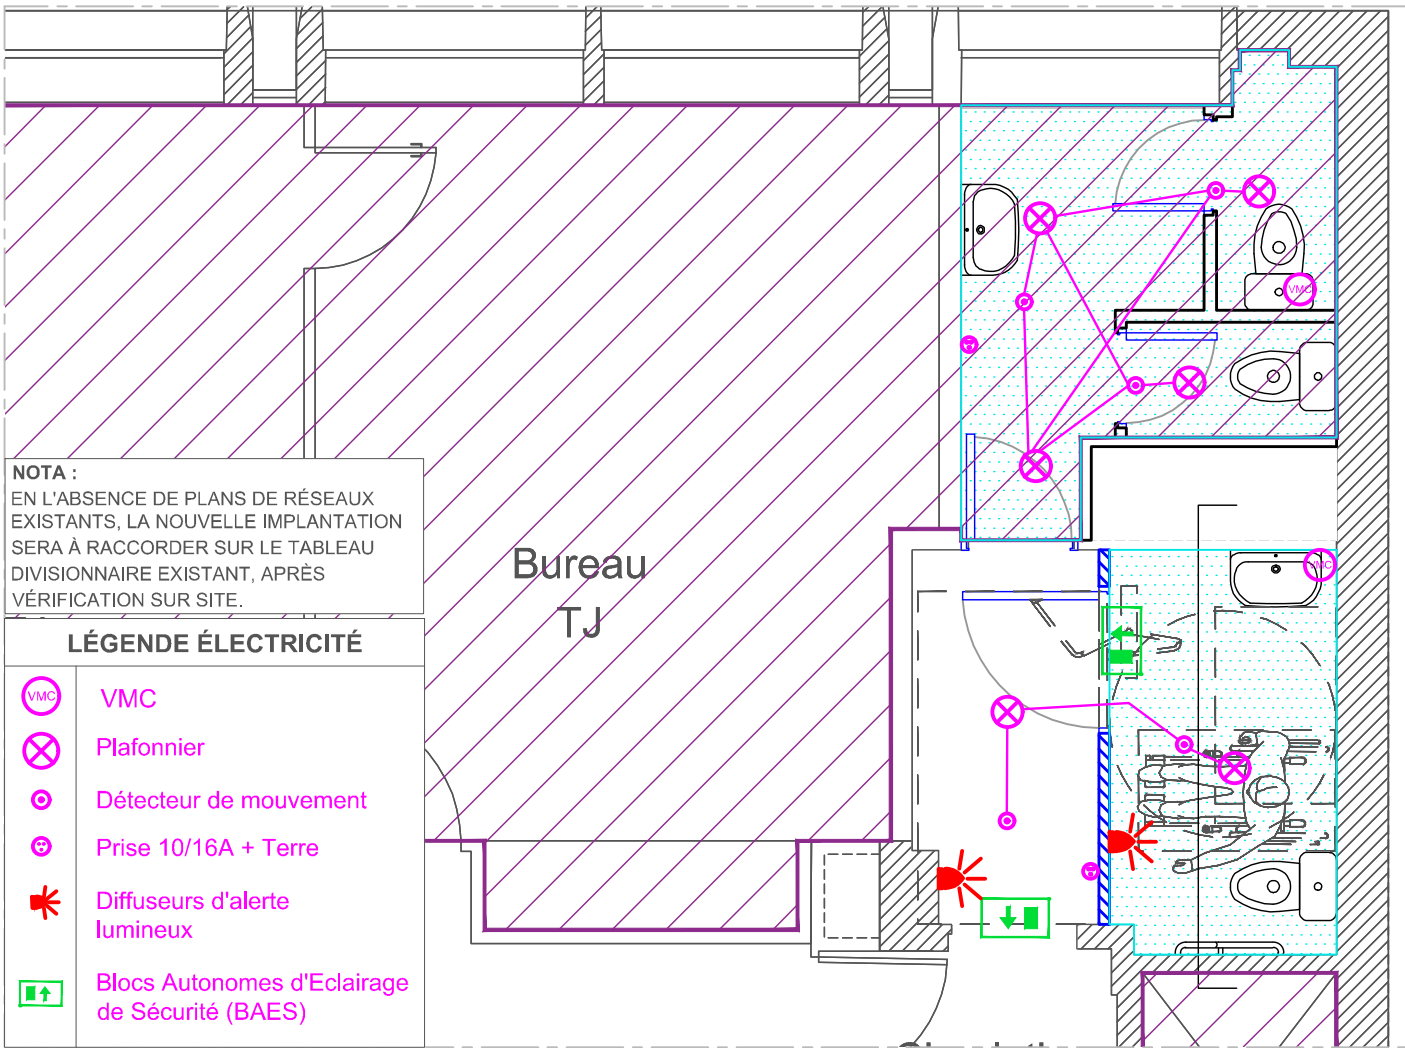 NOTA :
EN L'ABSENCE DE PLANS DE RÉSEAUX
EXISTANTS, LA NOUVELLE IMPLANTATION
SERA À RACCORDER SUR LE TABLEAU
DIVISIONNAIRE EXISTANT, APRÈS
VÉRIFICATION SUR SITE.
LÉGENDE ÉLECTRICITÉ
VMC VMC
Plafonnier
Détecteur de mouvement
Prise 10/16A + Terre
Diffuseurs d'alerte
lumineux
Blocs Autonomes d'Eclairage
de Sécurité (BAES)
Bureau
TJ
VMC
VMC